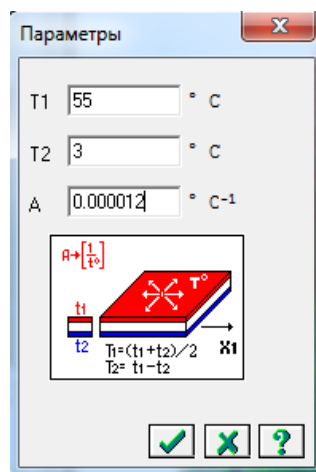 Параметры
T1 55 ° C
T2 3 ° C
A 0.000012 ° C-1
A→[1/t°]
T°
t1
t2
T1=(t1+t2)/2 X1
T2= t1-t2
?